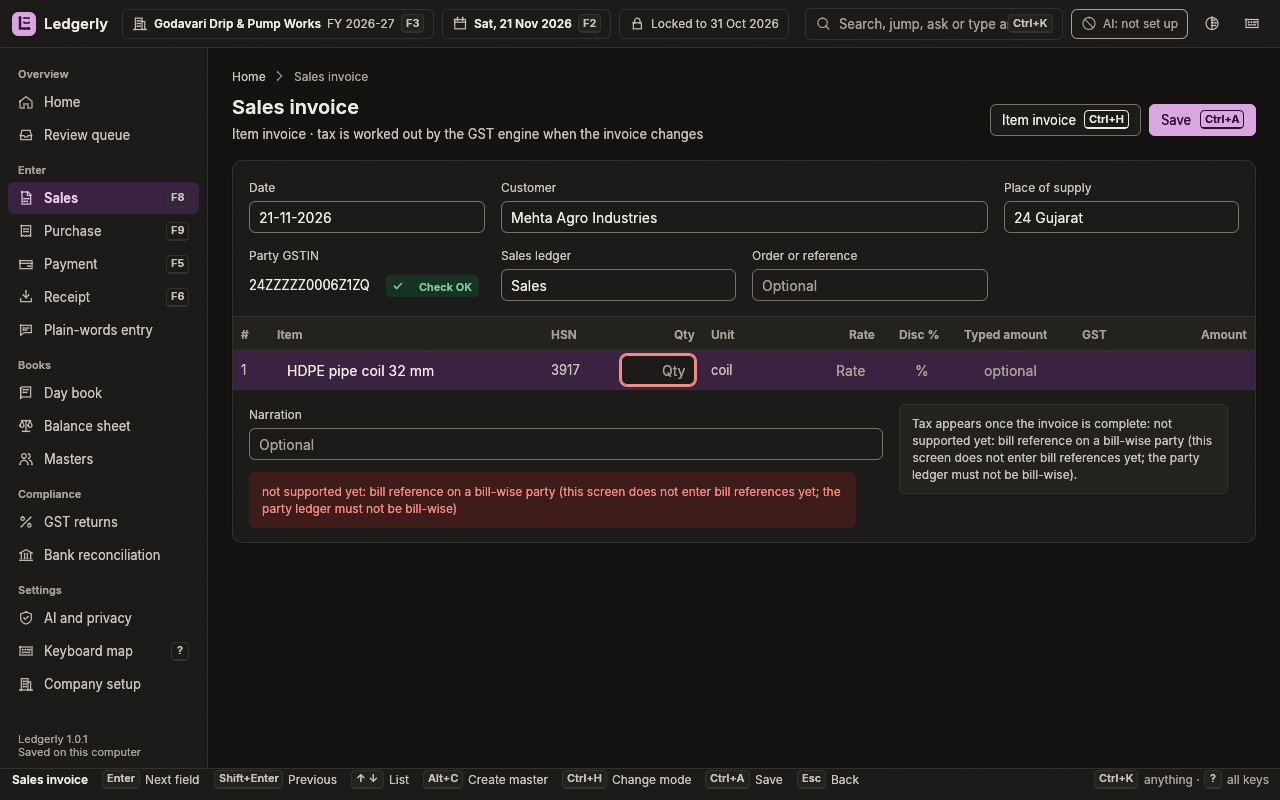 Ledgerly
Godavari Drip & Pump Works FY 2026-27 F3
Sat, 21 Nov 2026 F2
Locked to 31 Oct 2026
Search, jump, ask or type a Ctrl+K
AI: not set up
Overview
Home
Review queue
Enter
Sales F8
Purchase F9
Payment F5
Receipt F6
Plain-words entry
Books
Day book
Balance sheet
Masters
Compliance
GST returns
Bank reconciliation
Settings
AI and privacy
Keyboard map ?
Company setup
Ledgerly 1.0.1
Saved on this computer
Home Sales invoice
Sales invoice
Item invoice · tax is worked out by the GST engine when the invoice changes
Item invoice Ctrl+H
Save Ctrl+A
Date Customer Place of supply
21-11-2026 Mehta Agro Industries 24 Gujarat
Party GSTIN Sales ledger Order or reference
24ZZZZZ0006Z1ZQ Check OK Sales Optional
# Item HSN Qty Unit Rate Disc % Typed amount GST Amount
1 HDPE pipe coil 32 mm 3917 Qty coil Rate % optional
Narration
Optional
not supported yet: bill reference on a bill-wise party (this screen does not enter bill references yet; the
party ledger must not be bill-wise)
Tax appears once the invoice is complete: not
supported yet: bill reference on a bill-wise party (this
screen does not enter bill references yet; the party
ledger must not be bill-wise).
Sales invoice Enter Next field Shift+Enter Previous ↑ ↓ List Alt+C Create master Ctrl+H Change mode Ctrl+A Save Esc Back Ctrl+K anything · ? all keys